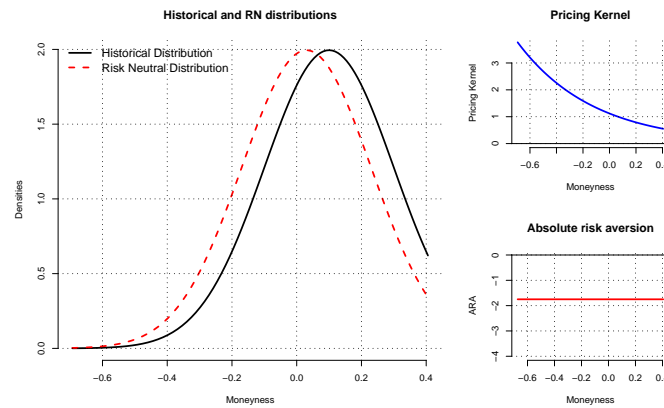 Historical and RN distributions
Historical Distribution
Risk Neutral Distribution
Densities
2.0
1.5
1.0
0.5
0.0
−0.6 −0.4 −0.2 0.0 0.2 0.4
Moneyness
Pricing Kernel
Pricing Kernel
3
2
1
0
−0.6 −0.2 0.0 0.2 0.4
Moneyness
Absolute risk aversion
ARA
0
−1
−2
−3
−4
−0.6 −0.2 0.0 0.2
Moneyness